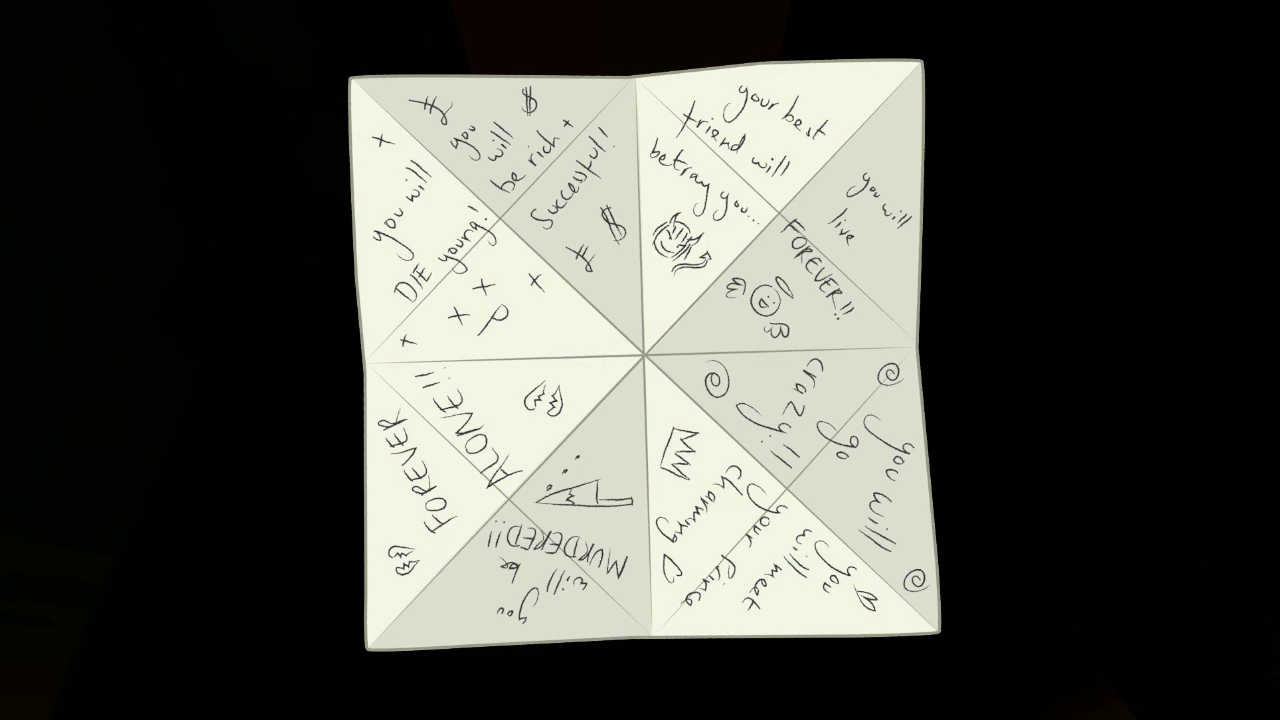 you will
be rich +
Successful!
your best
friend will
betray you...
you will
live
FOREVER!!
you will
go
crazy!!!
you
will meet
your Prince
charming
you
will be
MURDERED!!
FOREVER
ALONE!!!
you will
DIE young!